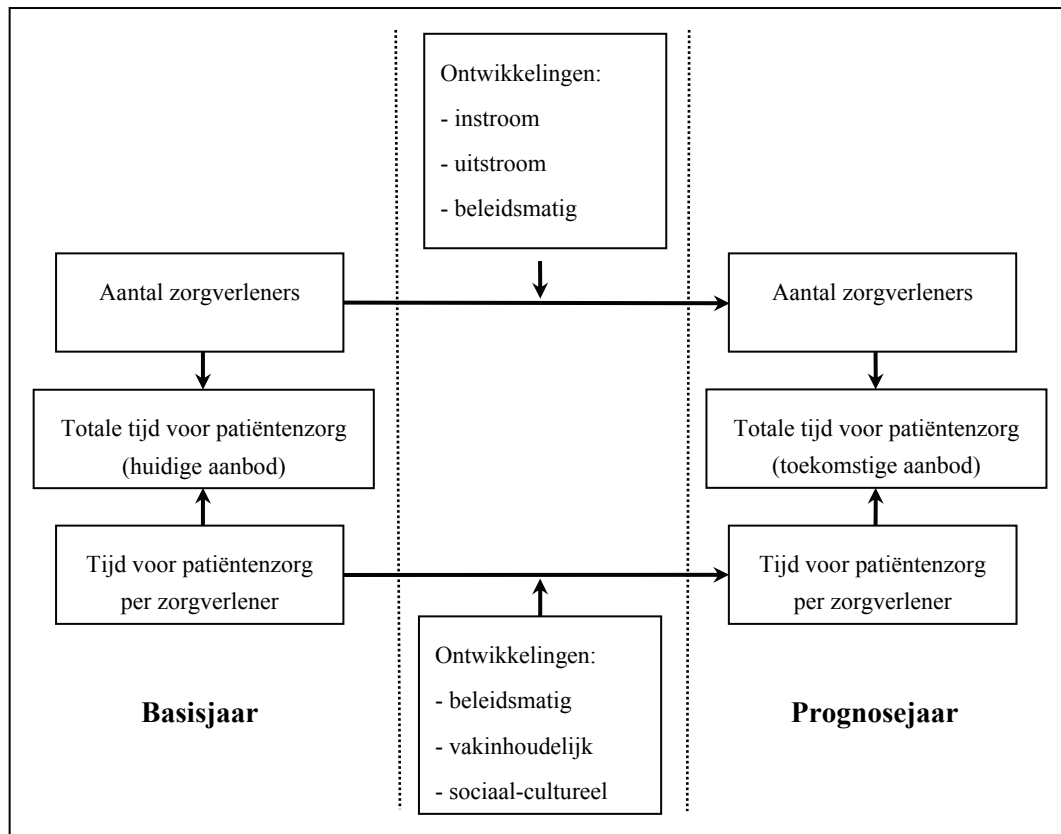 Ontwikkelingen:
- instroom
- uitstroom
- beleidsmatig
Aantal zorgverleners
Aantal zorgverleners
Totale tijd voor patiëntenzorg
(huidige aanbod)
Totale tijd voor patiëntenzorg
(toekomstige aanbod)
Tijd voor patiëntenzorg
per zorgverlener
Tijd voor patiëntenzorg
per zorgverlener
Ontwikkelingen:
- beleidsmatig
- vakinhoudelijk
- sociaal-cultureel
Basisjaar
Prognosejaar